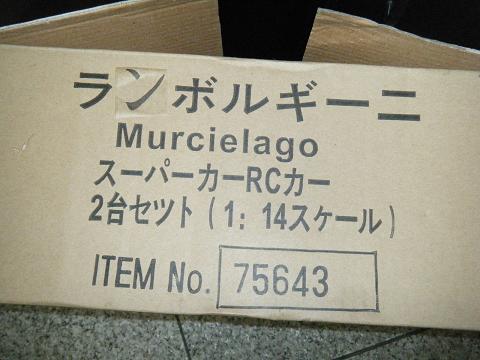 ランボルギーニ
Murcielago
スーパーカーRCカー
2台セツト(1:14スケール)
ITEM No. 75643